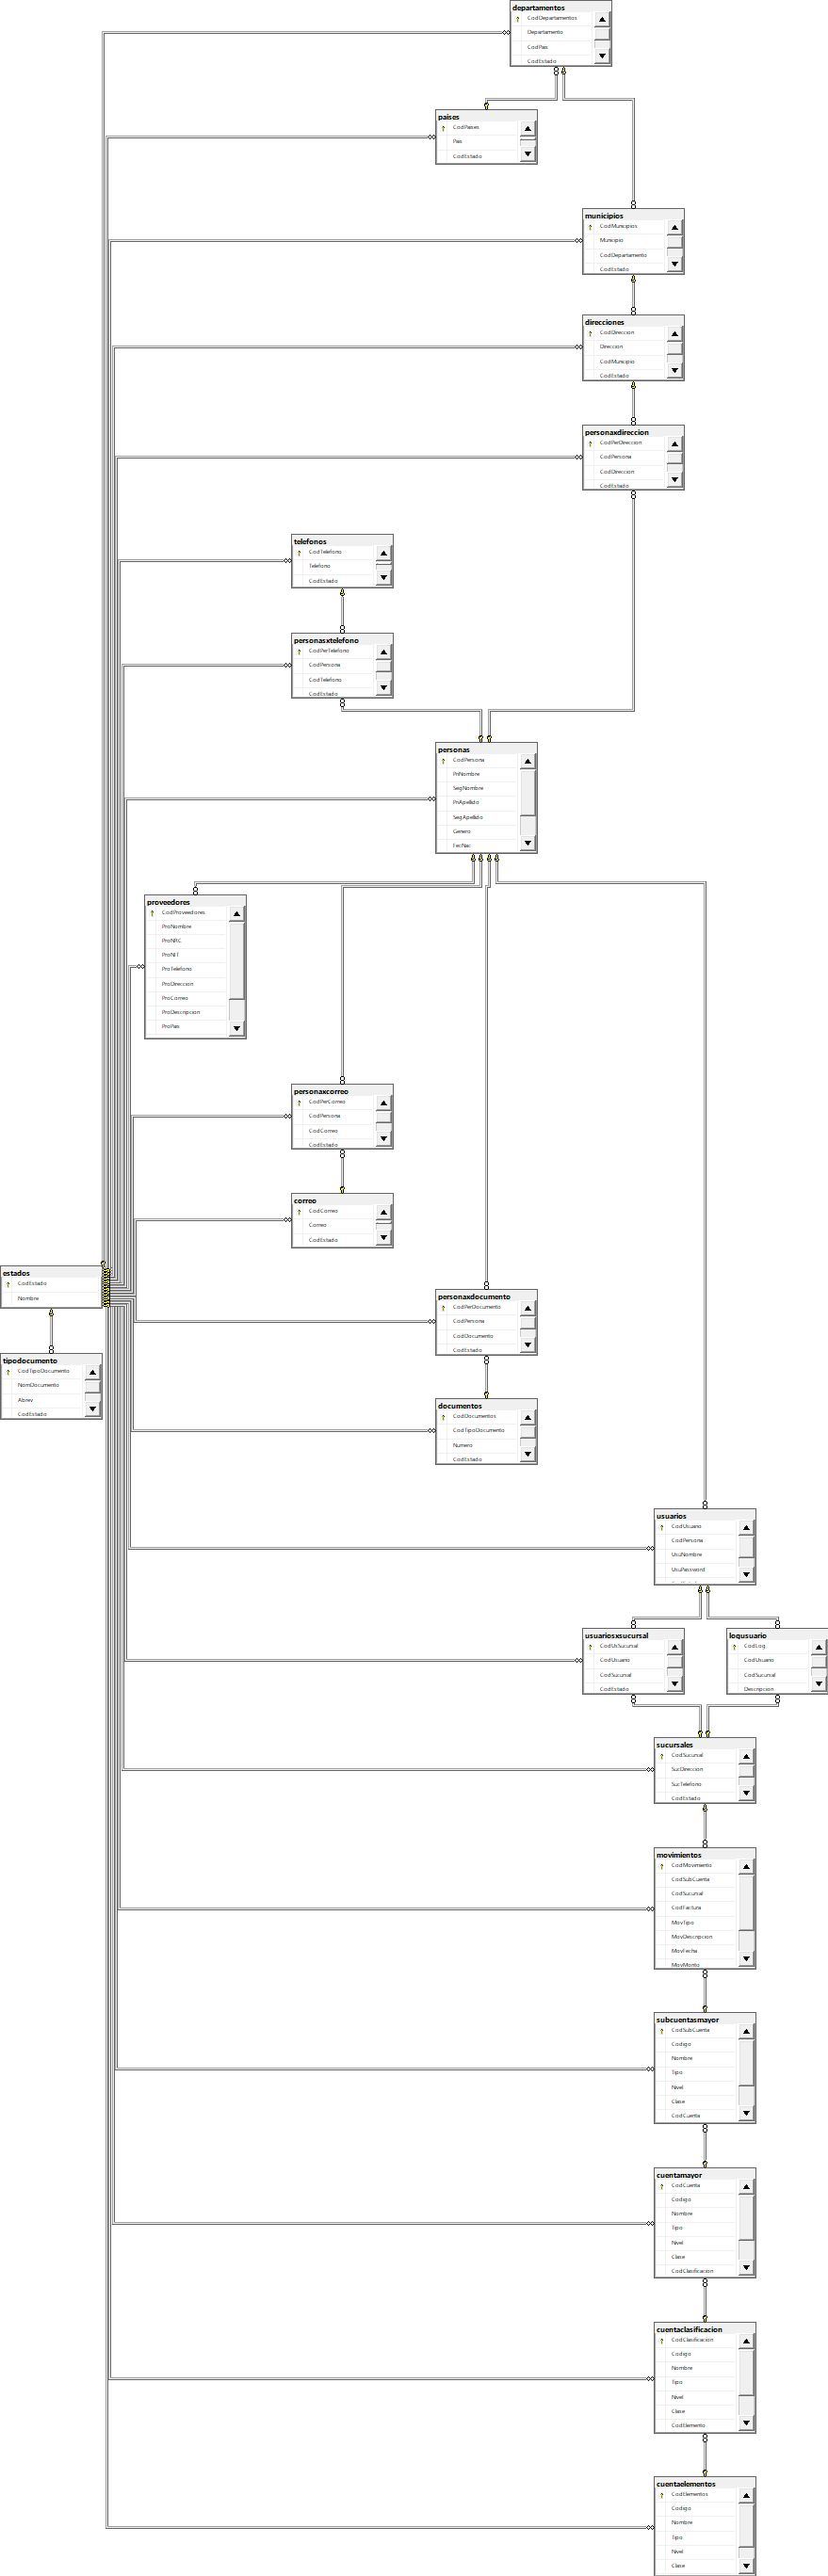 departamentos
CodDepartamentos
Departamento
CodPais
CodEstado
paises
CodPaises
Pais
CodEstado
municipios
CodMunicipios
Municipio
CodDepartamento
CodEstado
direcciones
CodDireccion
Direccion
CodMunicipio
CodEstado
personaxdireccion
CodPerDireccion
CodPersona
CodDireccion
CodEstado
telefonos
CodTelefono
Telefono
CodEstado
personasxtelefono
CodPerTelefono
CodPersona
CodTelefono
CodEstado
personas
CodPersona
PriNombre
SegNombre
PriApellido
SegApellido
Genero
FecNac
proveedores
CodProveedores
ProNombre
ProNRC
ProNIT
ProTelefono
ProDireccion
ProCorreo
ProDescripcion
ProPais
personaxcorreo
CodPerCorreo
CodPersona
CodCorreo
CodEstado
correo
CodCorreo
Correo
CodEstado
estados
CodEstado
Nombre
personaxdocumento
CodPerDocumento
CodPersona
CodDocumento
CodEstado
tipodocumento
CodTipoDocumento
NomDocumento
Abrev
CodEstado
documentos
CodDocumentos
CodTipoDocumento
Numero
CodEstado
usuarios
CodUsuario
CodPersona
UsuNombre
UsuPassword
usuariosxsucursal
CodUsSucursal
CodUsuario
CodSucursal
CodEstado
logusuario
CodLog
CodUsuario
CodSucursal
Descripcion
sucursales
CodSucursal
SucDireccion
SucTelefono
CodEstado
movimientos
CodMovimiento
CodSubCuenta
CodSucursal
CodFactura
MovTipo
MovDescripcion
MovFecha
MovMonto
subcuentasmayor
CodSubCuenta
Codigo
Nombre
Tipo
Nivel
Clase
CodCuenta
cuentamayor
CodCuenta
Codigo
Nombre
Tipo
Nivel
Clase
CodClasificacion
cuentaclasificacion
CodClasificacion
Codigo
Nombre
Tipo
Nivel
Clase
CodElemento
cuentaelementos
CodElementos
Codigo
Nombre
Tipo
Nivel
Clase